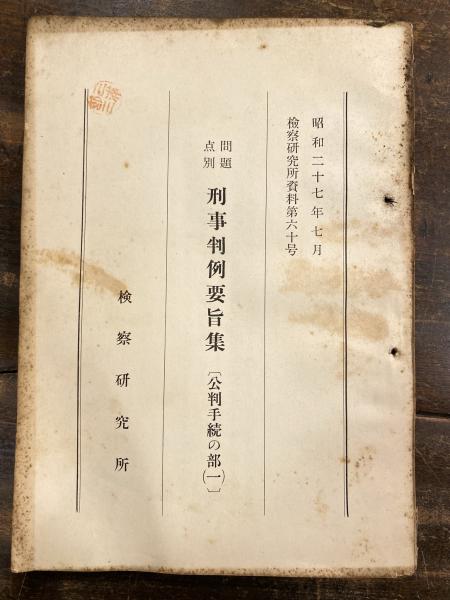 昭和二十七年七月
検察研究所資料第六十号
問題点別 刑事判例要旨集〔公判手続の部(一)〕
検察研究所